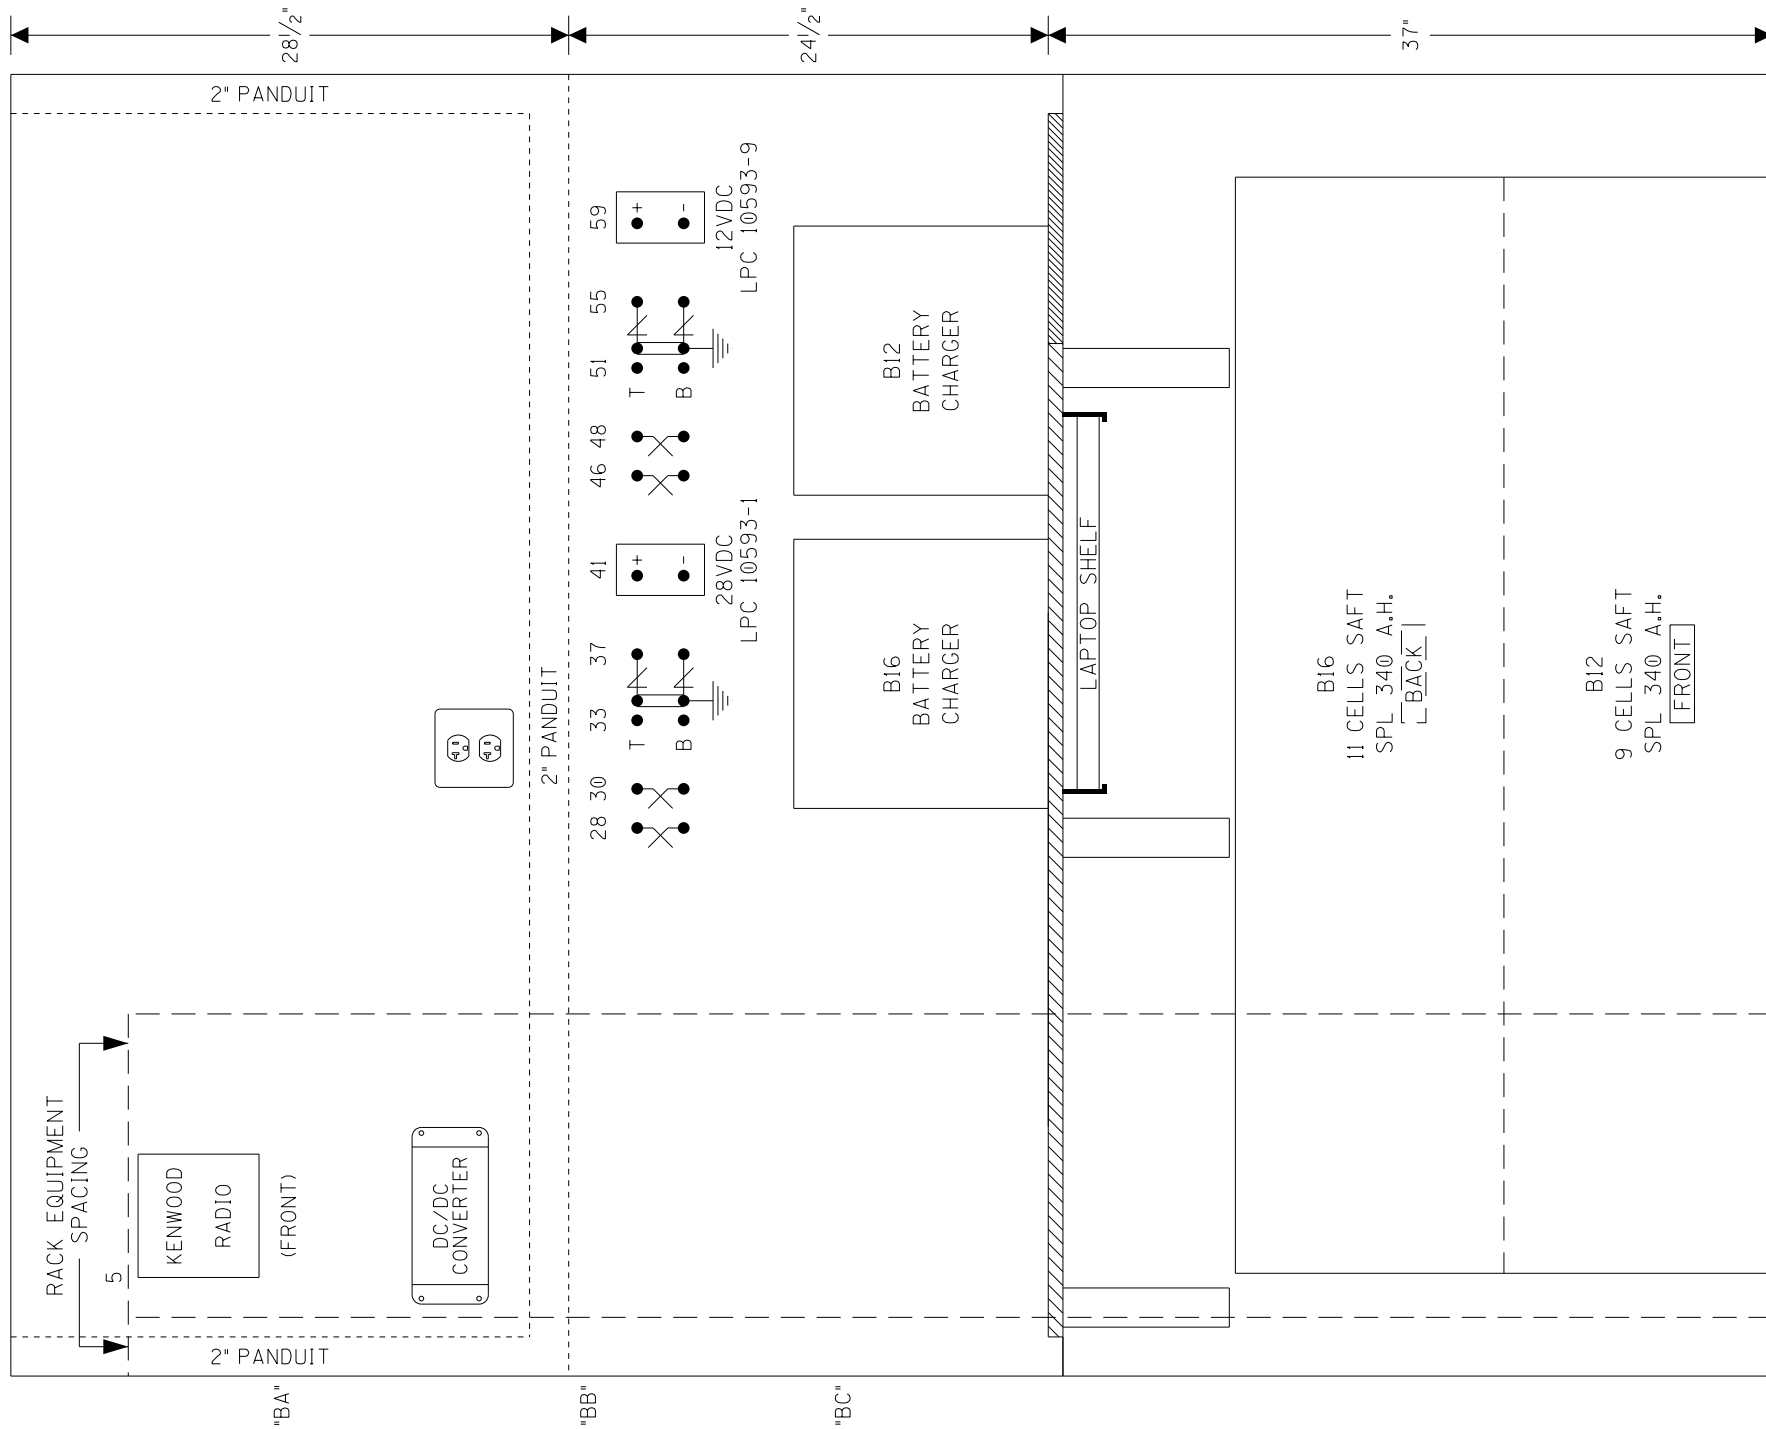 28½"
24½"
37"
2" PANDUIT
RACK EQUIPMENT
SPACING
5
KENWOOD
RADIO
(FRONT)
DC/DC
CONVERTER
2" PANDUIT
2" PANDUIT
"BA"
"BB"
"BC"
28 30 33 37 41 46 48 51 55 59
T
B
+
-
28VDC
LPC 10593-1
T
B
+
-
12VDC
LPC 10593-9
B16
BATTERY
CHARGER
B12
BATTERY
CHARGER
LAPTOP SHELF
B16
11 CELLS SAFT
SPL 340 A.H.
BACK
B12
9 CELLS SAFT
SPL 340 A.H.
FRONT